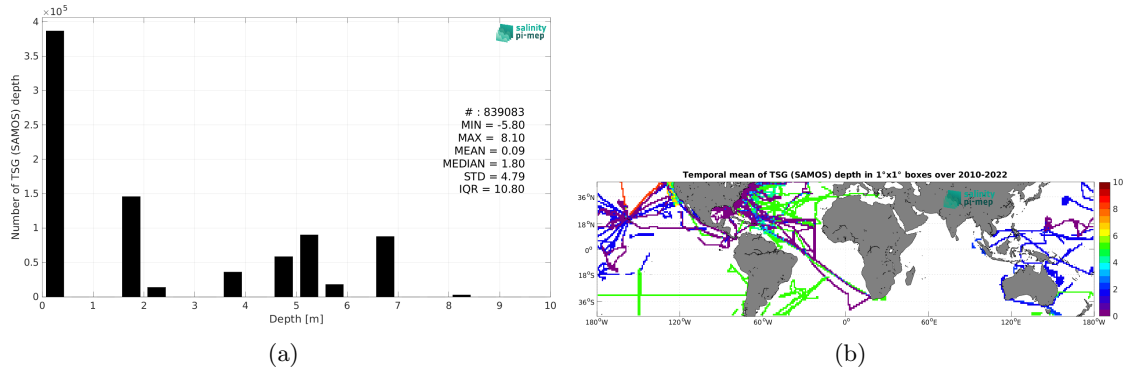 ×10⁵
4
3.5
3
2.5
2
1.5
1
0.5
0
Number of TSG (SAMOS) depth
salinity
pi-mep
# : 839083
MIN = -5.80
MAX = 8.10
MEAN = 0.09
MEDIAN = 1.80
STD = 4.79
IQR = 10.80
0 1 2 3 4 5 6 7 8 9 10
Depth [m]
(a)
Temporal mean of TSG (SAMOS) depth in 1°x1° boxes over 2010-2022
salinity
pi-mep
36°N
18°N
0°
18°S
36°S
180°W 120°W 60°W 0°W 60°E 120°E 180°E
10
8
6
4
2
0
(b)